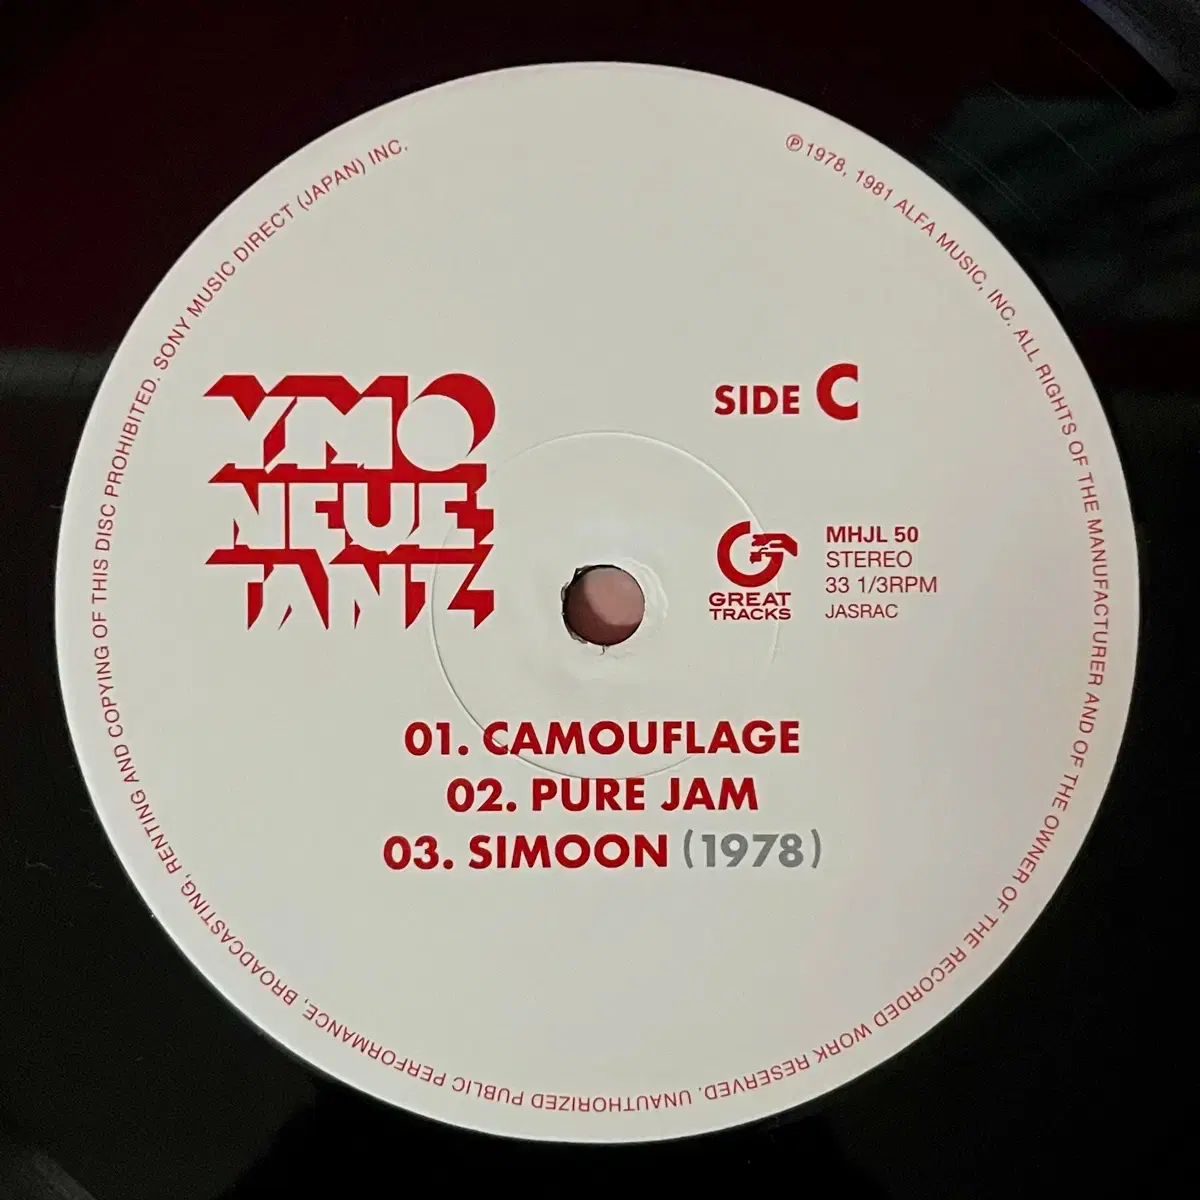 YMO
NEUE
TANZ
SIDE C
GREAT
TRACKS
MHJL 50
STEREO
33 1/3RPM
JASRAC
01. CAMOUFLAGE
02. PURE JAM
03. SIMOON (1978)
℗1978, 1981 ALFA MUSIC, INC. ALL RIGHTS OF THE MANUFACTURER AND OF THE OWNER OF THE RECORDED WORK RESERVED. UNAUTHORIZED PUBLIC PERFORMANCE, BROADCASTING, RENTING AND COPYING OF THIS DISC PROHIBITED. SONY MUSIC DIRECT (JAPAN) INC.